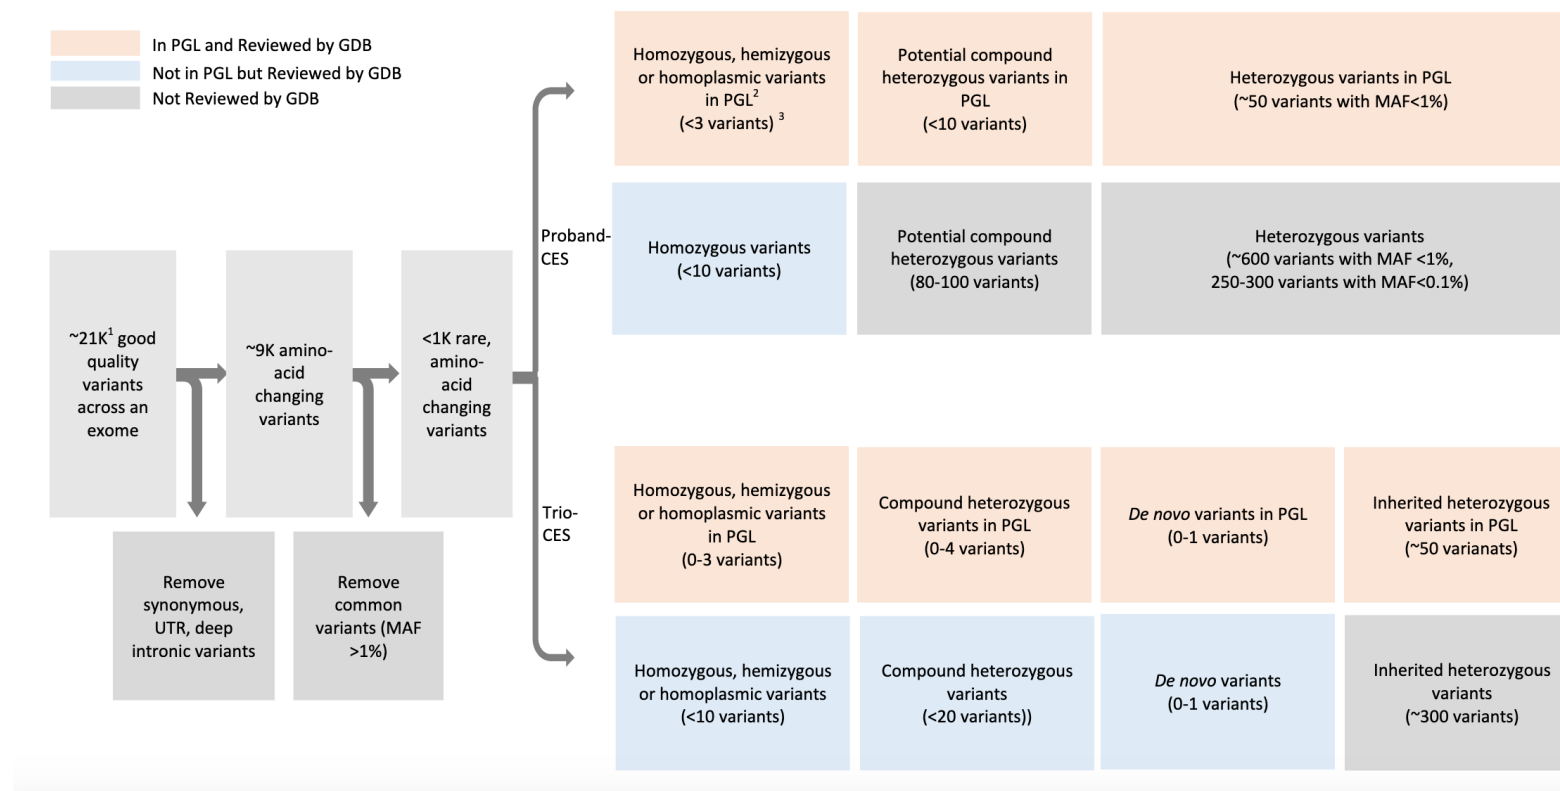 In PGL and Reviewed by GDB
Not in PGL but Reviewed by GDB
Not Reviewed by GDB
~21K1 good
quality
variants
across an
exome
~9K amino-
acid
changing
variants
<1K rare,
amino-
acid
changing
variants
Remove
synonymous,
UTR, deep
intronic variants
Remove
common
variants (MAF
>1%)
Proband-
CES
Homozygous, hemizygous
or homoplasmic variants
in PGL2
(<3 variants) 3
Potential compound
heterozygous variants in
PGL
(<10 variants)
Heterozygous variants in PGL
(~50 variants with MAF<1%)
Homozygous variants
(<10 variants)
Potential compound
heterozygous variants
(80-100 variants)
Heterozygous variants
(~600 variants with MAF <1%,
250-300 variants with MAF<0.1%)
Trio-
CES
Homozygous, hemizygous
or homoplasmic variants
in PGL
(0-3 variants)
Compound heterozygous
variants in PGL
(0-4 variants)
De novo variants in PGL
(0-1 variants)
Inherited heterozygous
variants in PGL
(~50 varianats)
Homozygous, hemizygous
or homoplasmic variants
(<10 variants)
Compound heterozygous
variants
(<20 variants))
De novo variants
(0-1 variants)
Inherited heterozygous
variants
(~300 variants)